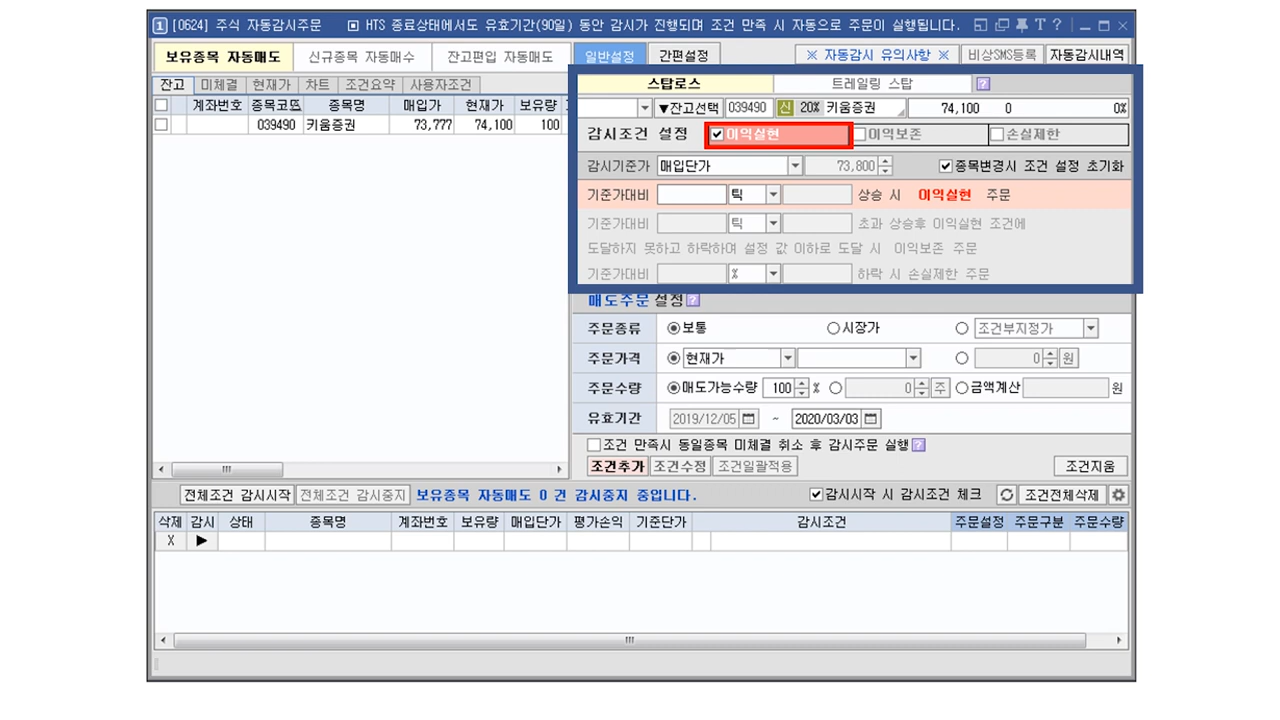 1 [0624] 주식 자동감시주문 ▣ HTS 종료상태에서도 유효기간(90일) 동안 감시가 진행되며 조건 만족 시 자동으로 주문이 실행됩니다. T ?
보유종목 자동매도 신규종목 자동매수 잔고편입 자동매도 일반설정 간편설정 ※ 자동감시 유의사항 ※ 비상SMS등록 자동감시내역
잔고 미체결 현재가 차트 조건요약 사용자조건
계좌번호 종목코드 종목명 매입가 현재가 보유량
039490 키움증권 73,777 74,100 100
스탑로스 트레일링 스탑 ?
▼잔고선택 039490 신 20% 키움증권 74,100 0 0%
감시조건 설정 이익실현 이익보존 손실제한
감시기준가 매입단가 73,800 종목변경시 조건 설정 초기화
기준가대비 틱 상승 시 이익실현 주문
기준가대비 틱 초과 상승후 이익실현 조건에
도달하지 못하고 하락하여 설정 값 이하로 도달 시 이익보존 주문
기준가대비 % 하락 시 손실제한 주문
매도주문 설정 ?
주문종류 보통 시장가 조건부지정가
주문가격 현재가 0 원
주문수량 매도가능수량 100 % 0 주 금액계산 원
유효기간 2019/12/05 ~ 2020/03/03
조건 만족시 동일종목 미체결 취소 후 감시주문 실행 ?
조건추가 조건수정 조건일괄적용 조건지움
전체조건 감시시작 전체조건 감시중지 보유종목 자동매도 0 건 감시중지 중입니다. 감시시작 시 감시조건 체크 조건전체삭제
삭제 감시 상태 종목명 계좌번호 보유량 매입단가 평가손익 기준단가 감시조건 주문설정 주문구분 주문수량
X ▶